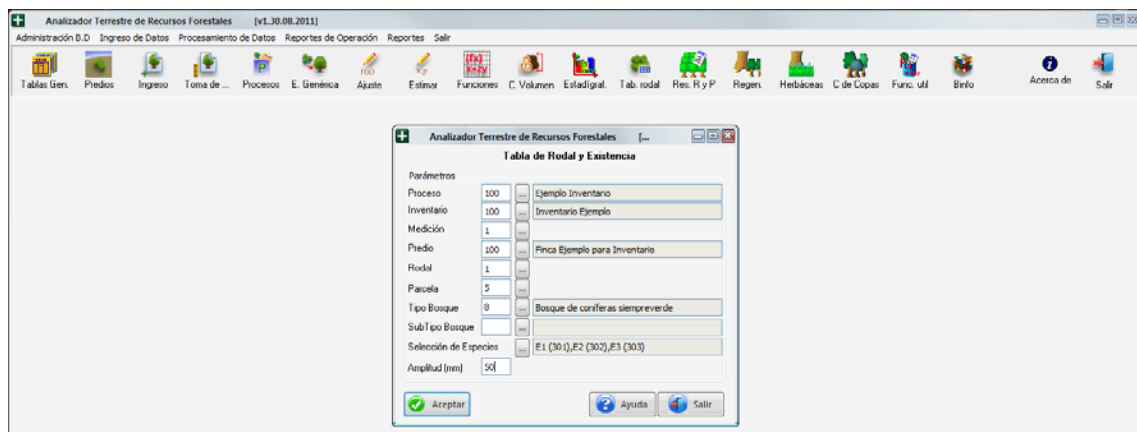 Analizador Terrestre de Recursos Forestales [v1.30.08.2011]
Administración B.D Ingreso de Datos Procesamiento de Datos Reportes de Operación Reportes Salir
Tablas Gen. Predios Ingreso Toma de ... Procesos E. Genérica Ajuste Estimar Funciones C. Volumen Estadígraf. Tab. rodal Res. R y P Regen. Herbáceas C de Copas Func. util Binfo Acerca de Salir
Analizador Terrestre de Recursos Forestales [...
Tabla de Rodal y Existencia
Parámetros
Proceso 100 ... Ejemplo Inventario
Inventario 100 ... Inventario Ejemplo
Medición 1 ...
Predio 100 ... Finca Ejemplo para Inventario
Rodal 1 ...
Parcela 5 ...
Tipo Bosque 8 ... Bosque de coníferas siempreverde
SubTipo Bosque ...
Selección de Especies ... E1 (301),E2 (302),E3 (303)
Amplitud (mm) 50
Aceptar Ayuda Salir